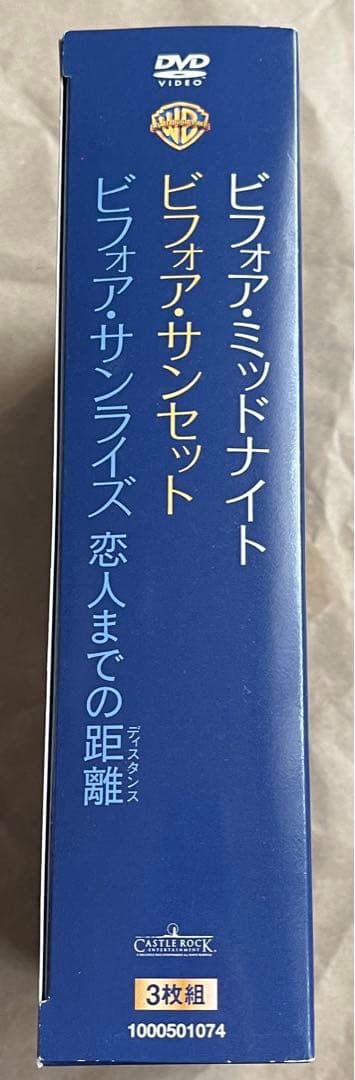 DVD
VIDEO
WB
ビフォア・ミッドナイト
ビフォア・サンセット
ビフォア・サンライズ 恋人までの距離
ディスタンス
CASTLE ROCK
ENTERTAINMENT
3枚組
1000501074